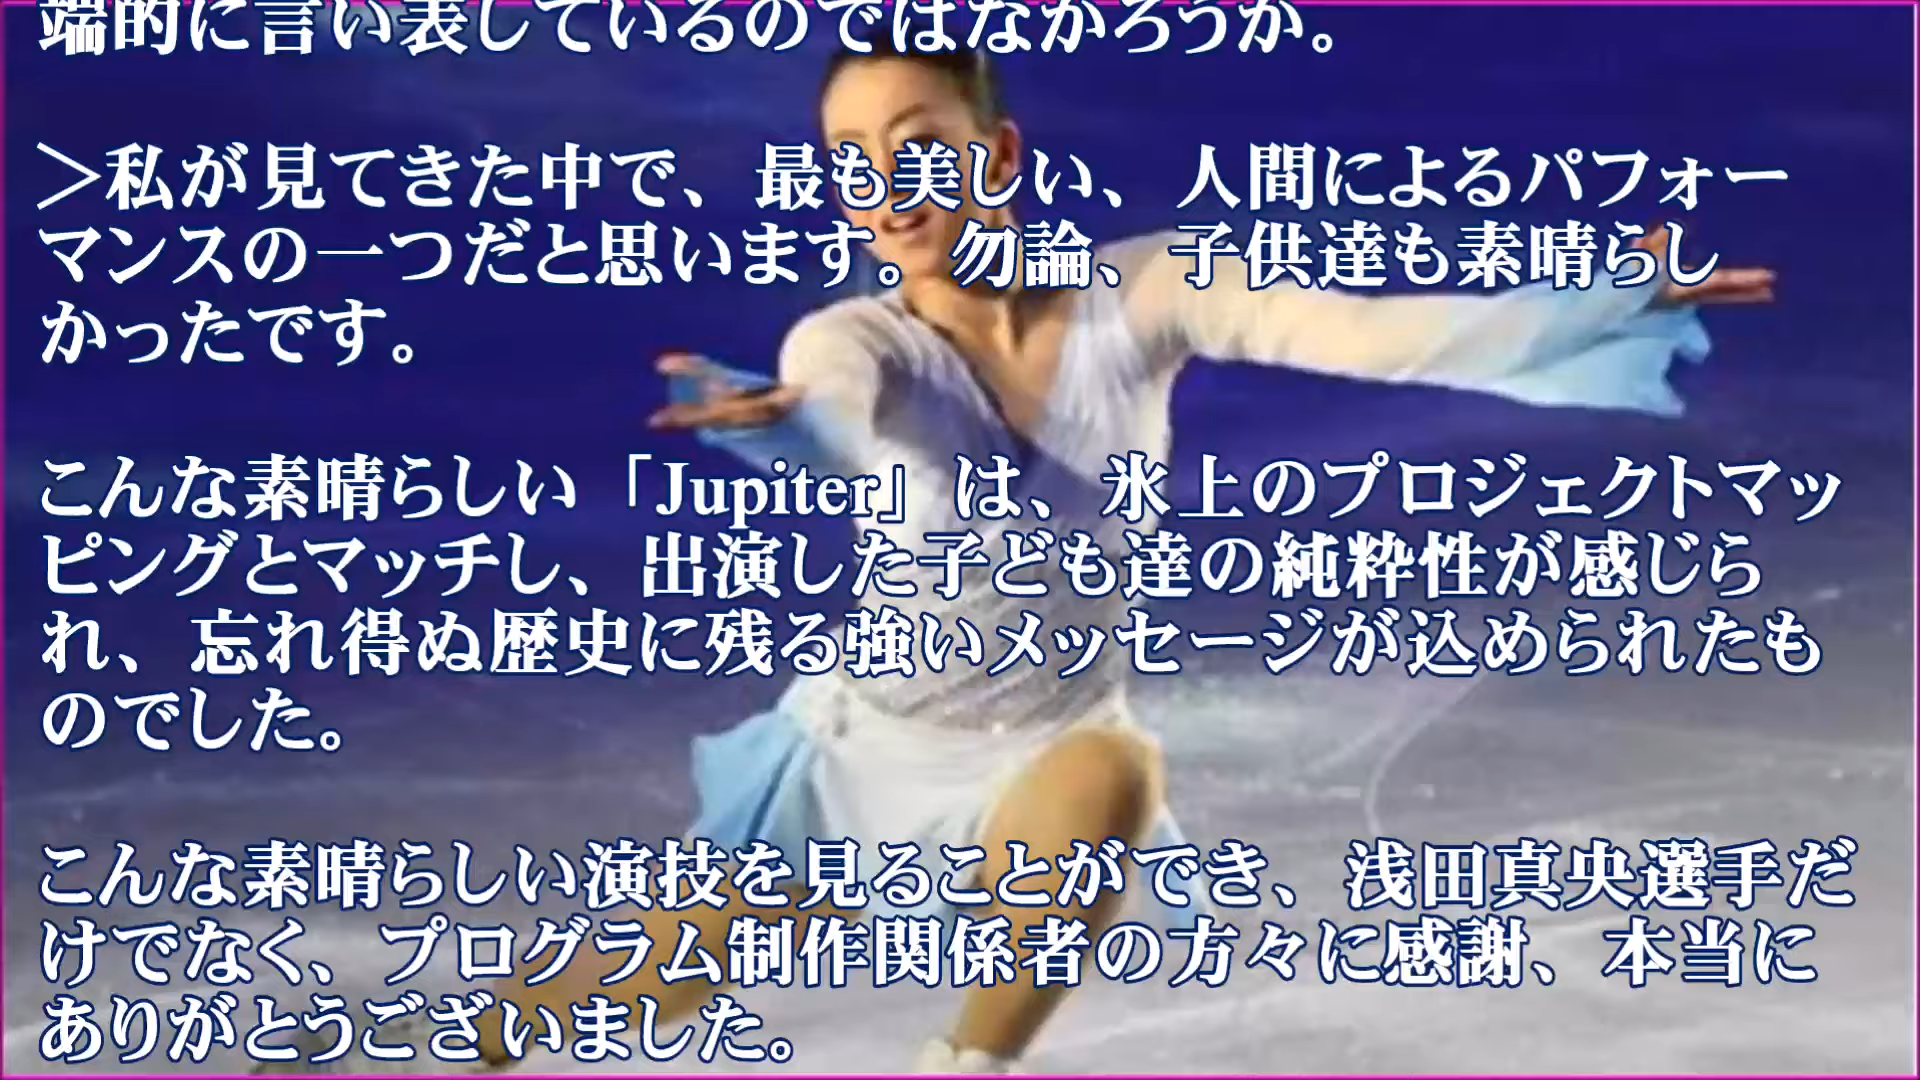 端的に言い表しているのではなかろうか。
＞私が見てきた中で、最も美しい、人間によるパフォー
マンスの一つだと思います。勿論、子供達も素晴らし
かったです。
こんな素晴らしい「Jupiter」は、氷上のプロジェクトマッ
ピングとマッチし、出演した子ども達の純粋性が感じら
れ、忘れ得ぬ歴史に残る強いメッセージが込められたも
のでした。
こんな素晴らしい演技を見ることができ、浅田真央選手だ
けでなく、プログラム制作関係者の方々に感謝、本当に
ありがとうございました。